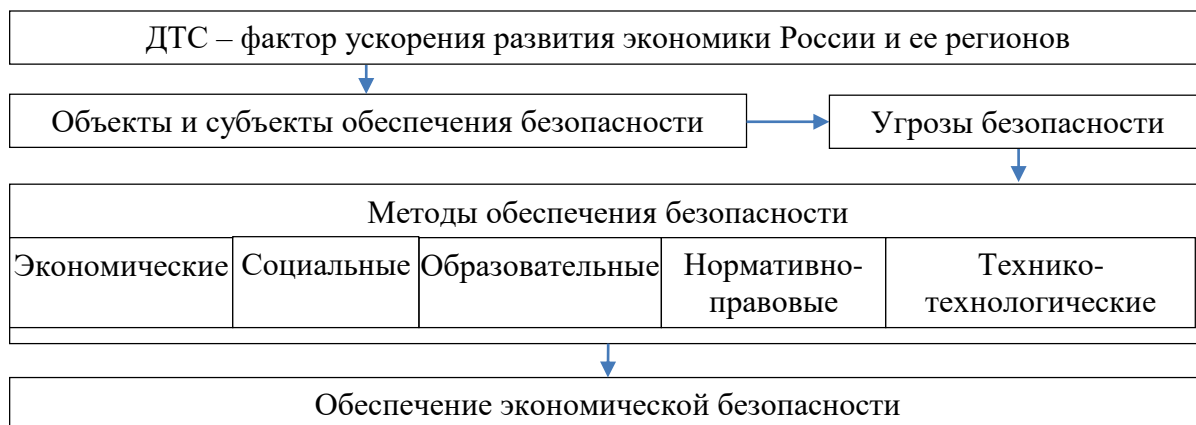 ДТС – фактор ускорения развития экономики России и ее регионов
Объекты и субъекты обеспечения безопасности
Угрозы безопасности
Методы обеспечения безопасности
Экономические
Социальные
Образовательные
Нормативно-
правовые
Технико-
технологические
Обеспечение экономической безопасности